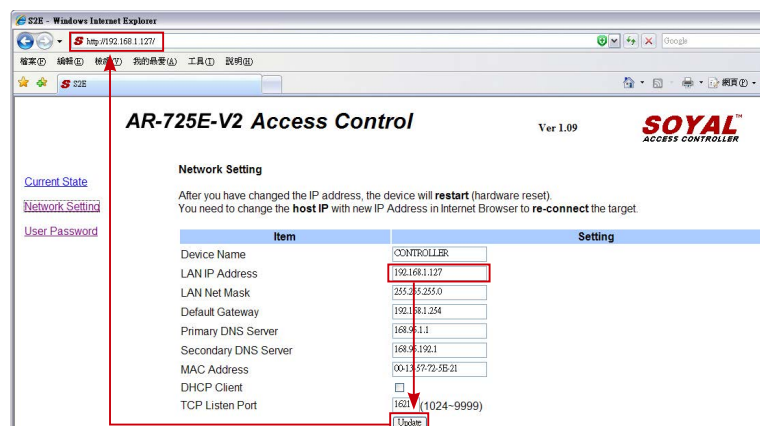 S2E - Windows Internet Explorer
http://192.168.1.127/
Google
檔案(F) 編輯(E) 檢視(V) 我的最愛(A) 工具(T) 說明(H)
S2E
網頁(P)
AR-725E-V2 Access Control
Ver 1.09
SOYAL™
ACCESS CONTROLLER
Network Setting
Current State
After you have changed the IP address, the device will restart (hardware reset).
Network Setting
You need to change the host IP with new IP Address in Internet Browser to re-connect the target.
User Password
Item Setting
Device Name CONTROLLER
LAN IP Address 192.168.1.127
LAN Net Mask 255.255.255.0
Default Gateway 192.168.1.254
Primary DNS Server 168.95.1.1
Secondary DNS Server 168.95.192.1
MAC Address 00-13-57-72-5B-21
DHCP Client
TCP Listen Port 1621 (1024~9999)
Update